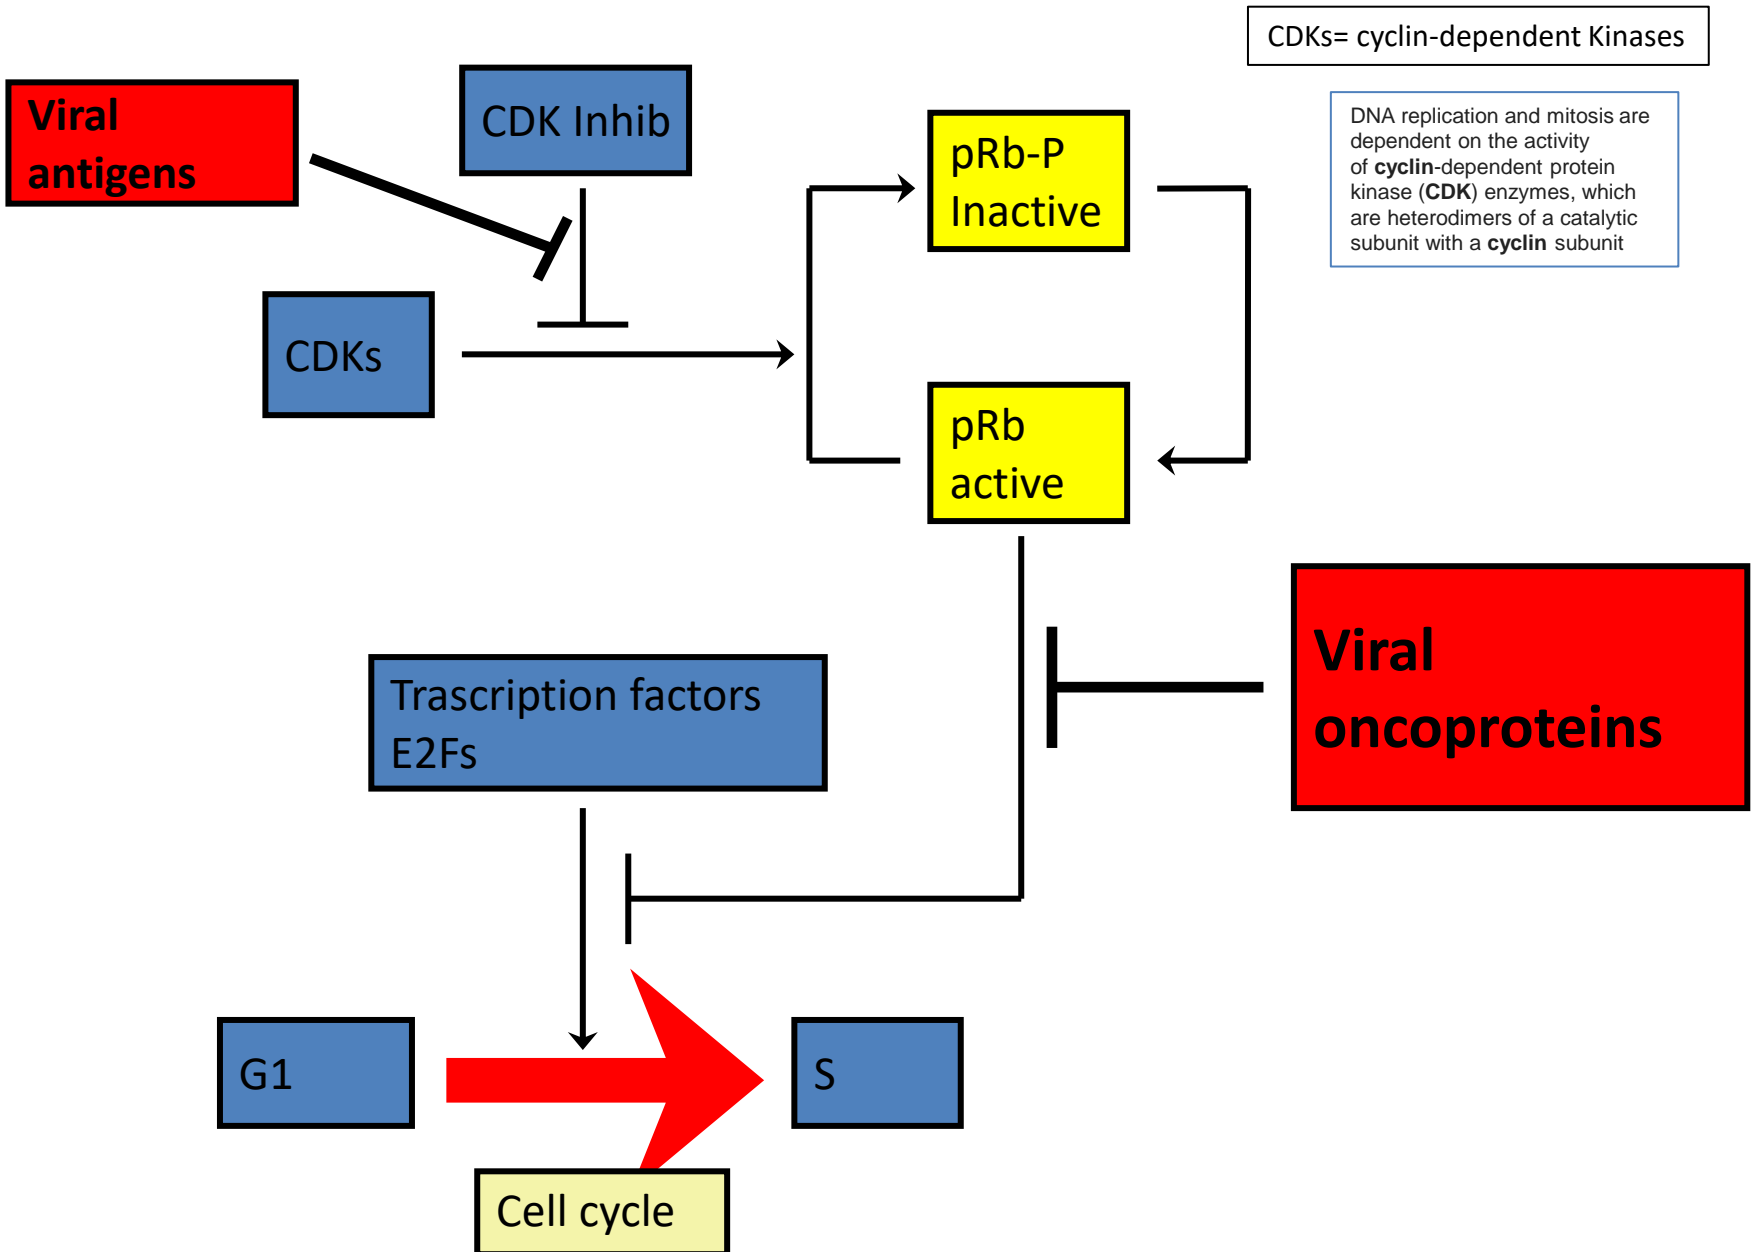 CDKs= cyclin-dependent Kinases
Viral
antigens
CDK Inhib
pRb-P
Inactive
DNA replication and mitosis are
dependent on the activity
of cyclin-dependent protein
kinase (CDK) enzymes, which
are heterodimers of a catalytic
subunit with a cyclin subunit
CDKs
pRb
active
Viral
oncoproteins
Trascription factors
E2Fs
G1
S
Cell cycle